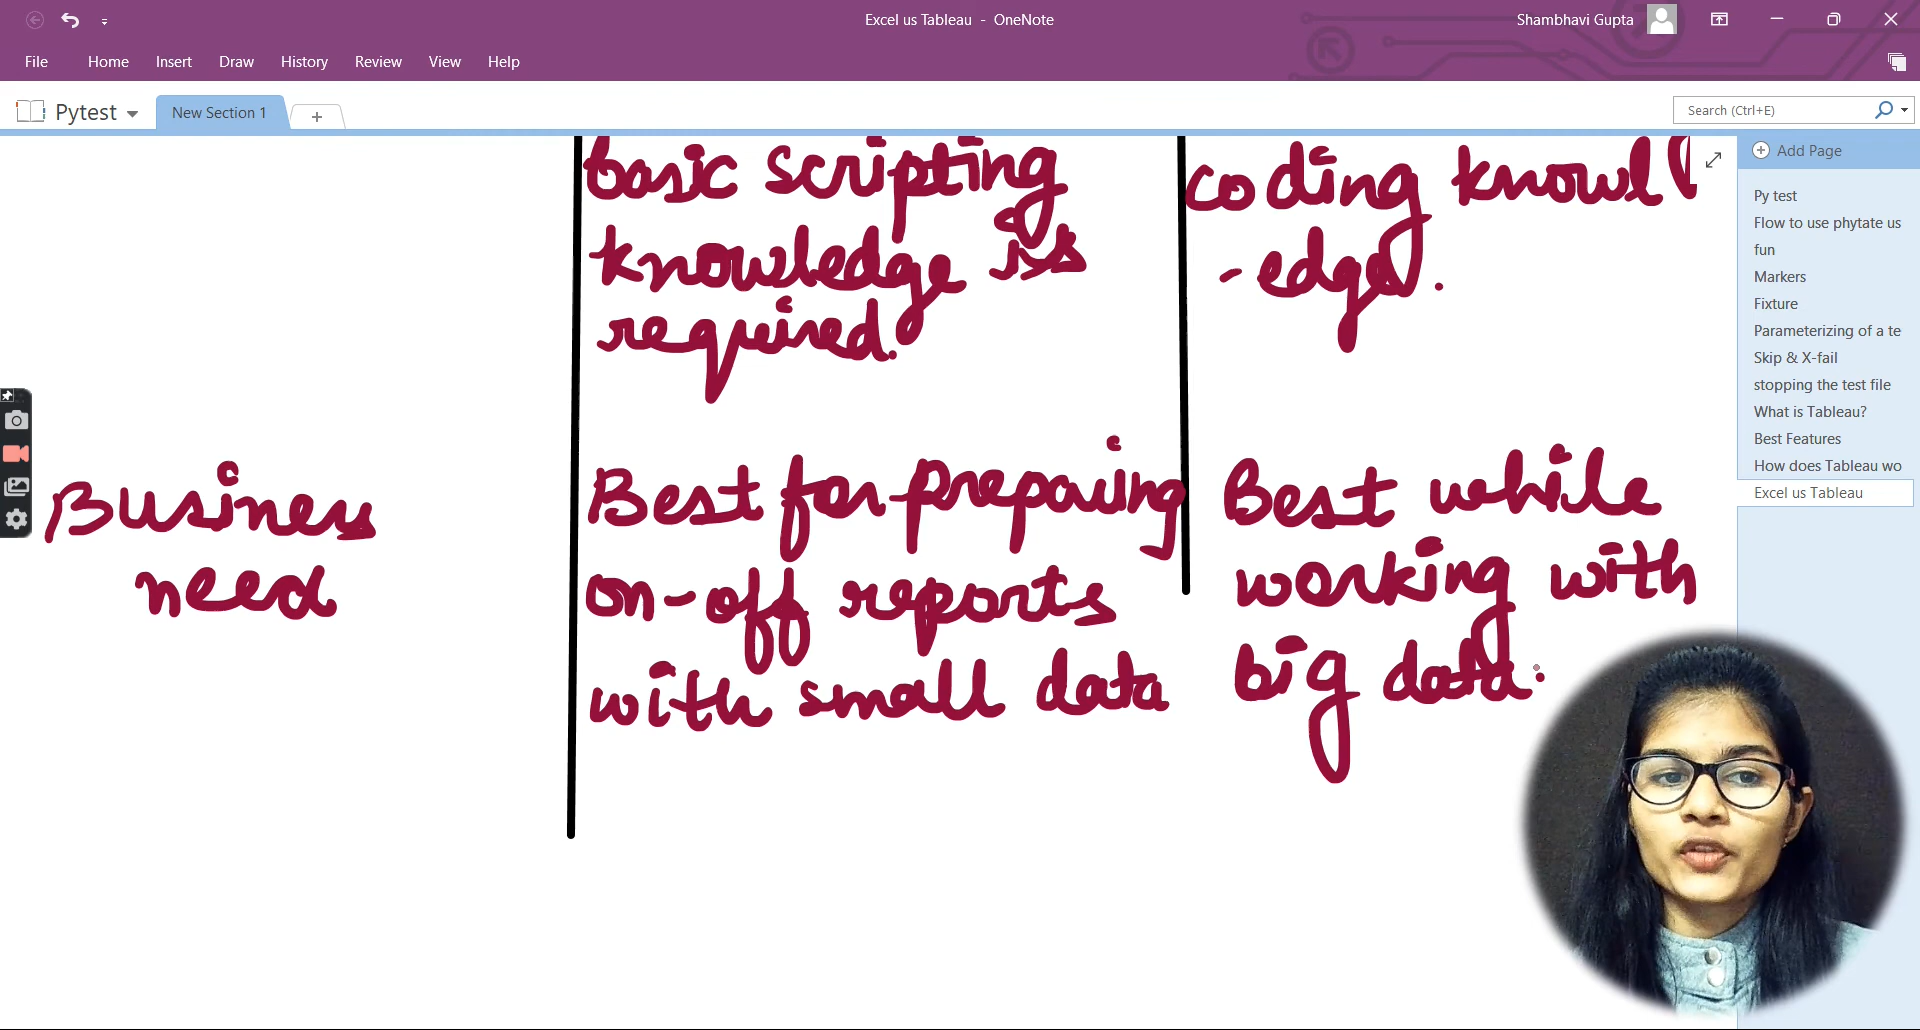 Excel us Tableau - OneNote
Shambhavi Gupta
File Home Insert Draw History Review View Help
Pytest
New Section 1
+
Search (Ctrl+E)
Add Page
Py test
Flow to use phytate us
fun
Markers
Fixture
Parameterizing of a te
Skip & X-fail
stopping the test file
What is Tableau?
Best Features
How does Tableau wo
Excel us Tableau
basic scripting
knowledge is
required.
coding knowl
-edge.
Business
need
Best for preparing
on-off reports
with small data
Best while
working with
big data.